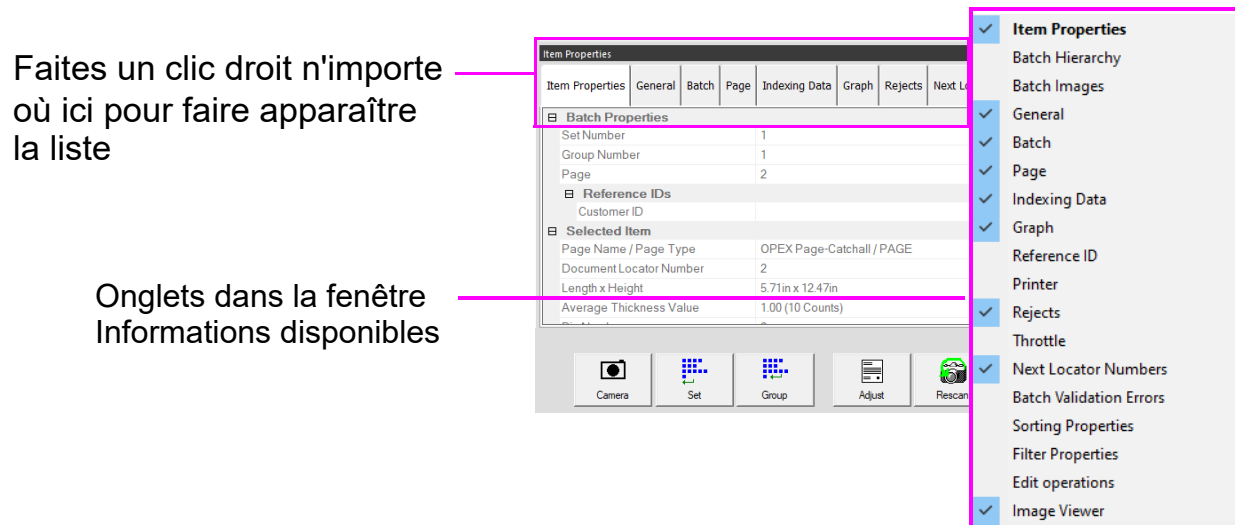 Faites un clic droit n'importe
où ici pour faire apparaître
la liste
Onglets dans la fenêtre
Informations disponibles
Item Properties
Item Properties General Batch Page Indexing Data Graph Rejects Next
Batch Properties
Set Number 1
Group Number 1
Page 2
Reference IDs
Customer ID
Selected Item
Page Name / Page Type OPEX Page-Catchall / PAGE
Document Locator Number 2
Length x Height 5.71in x 12.47in
Average Thickness Value 1.00 (10 Counts)
Camera Set Group Adjust Rescan
Item Properties
Batch Hierarchy
Batch Images
General
Batch
Page
Indexing Data
Graph
Reference ID
Printer
Rejects
Throttle
Next Locator Numbers
Batch Validation Errors
Sorting Properties
Filter Properties
Edit operations
Image Viewer